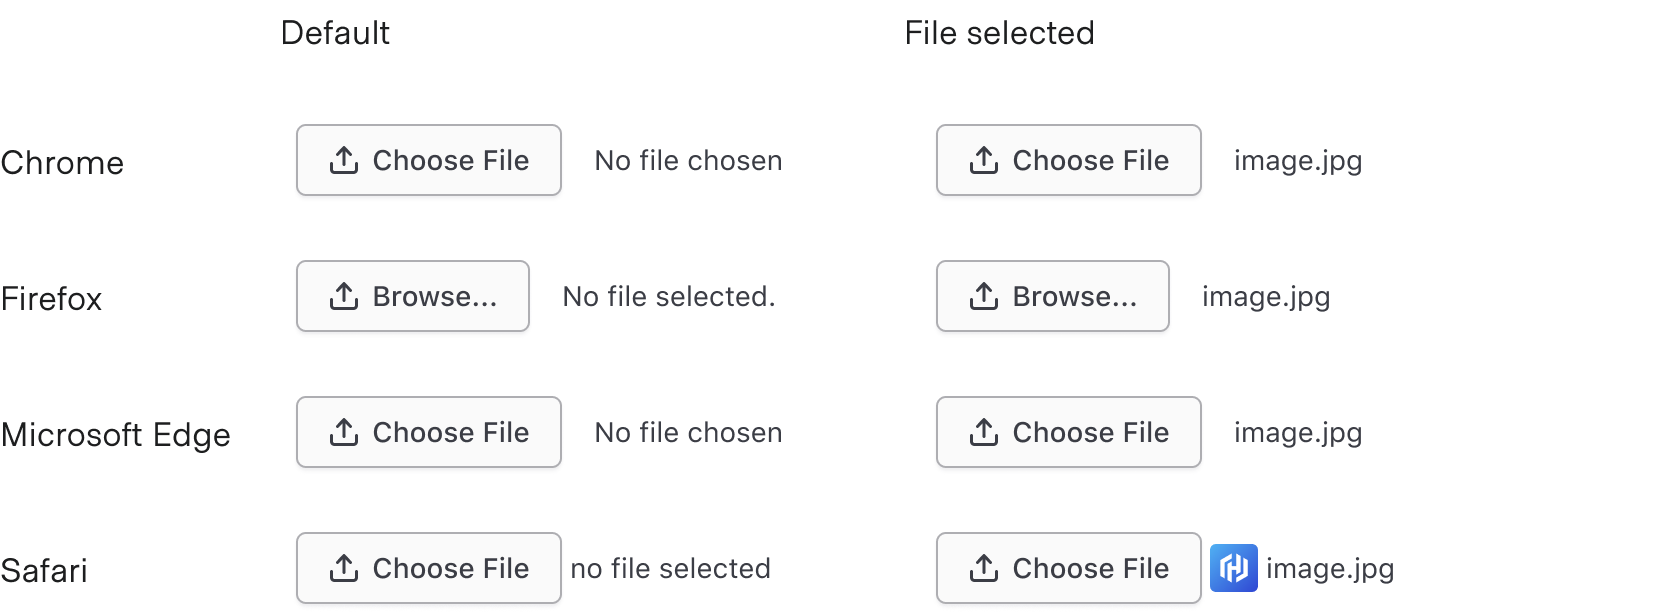 Default File selected
Chrome Choose File No file chosen Choose File image.jpg
Firefox Browse... No file selected. Browse... image.jpg
Microsoft Edge Choose File No file chosen Choose File image.jpg
Safari Choose File no file selected Choose File image.jpg